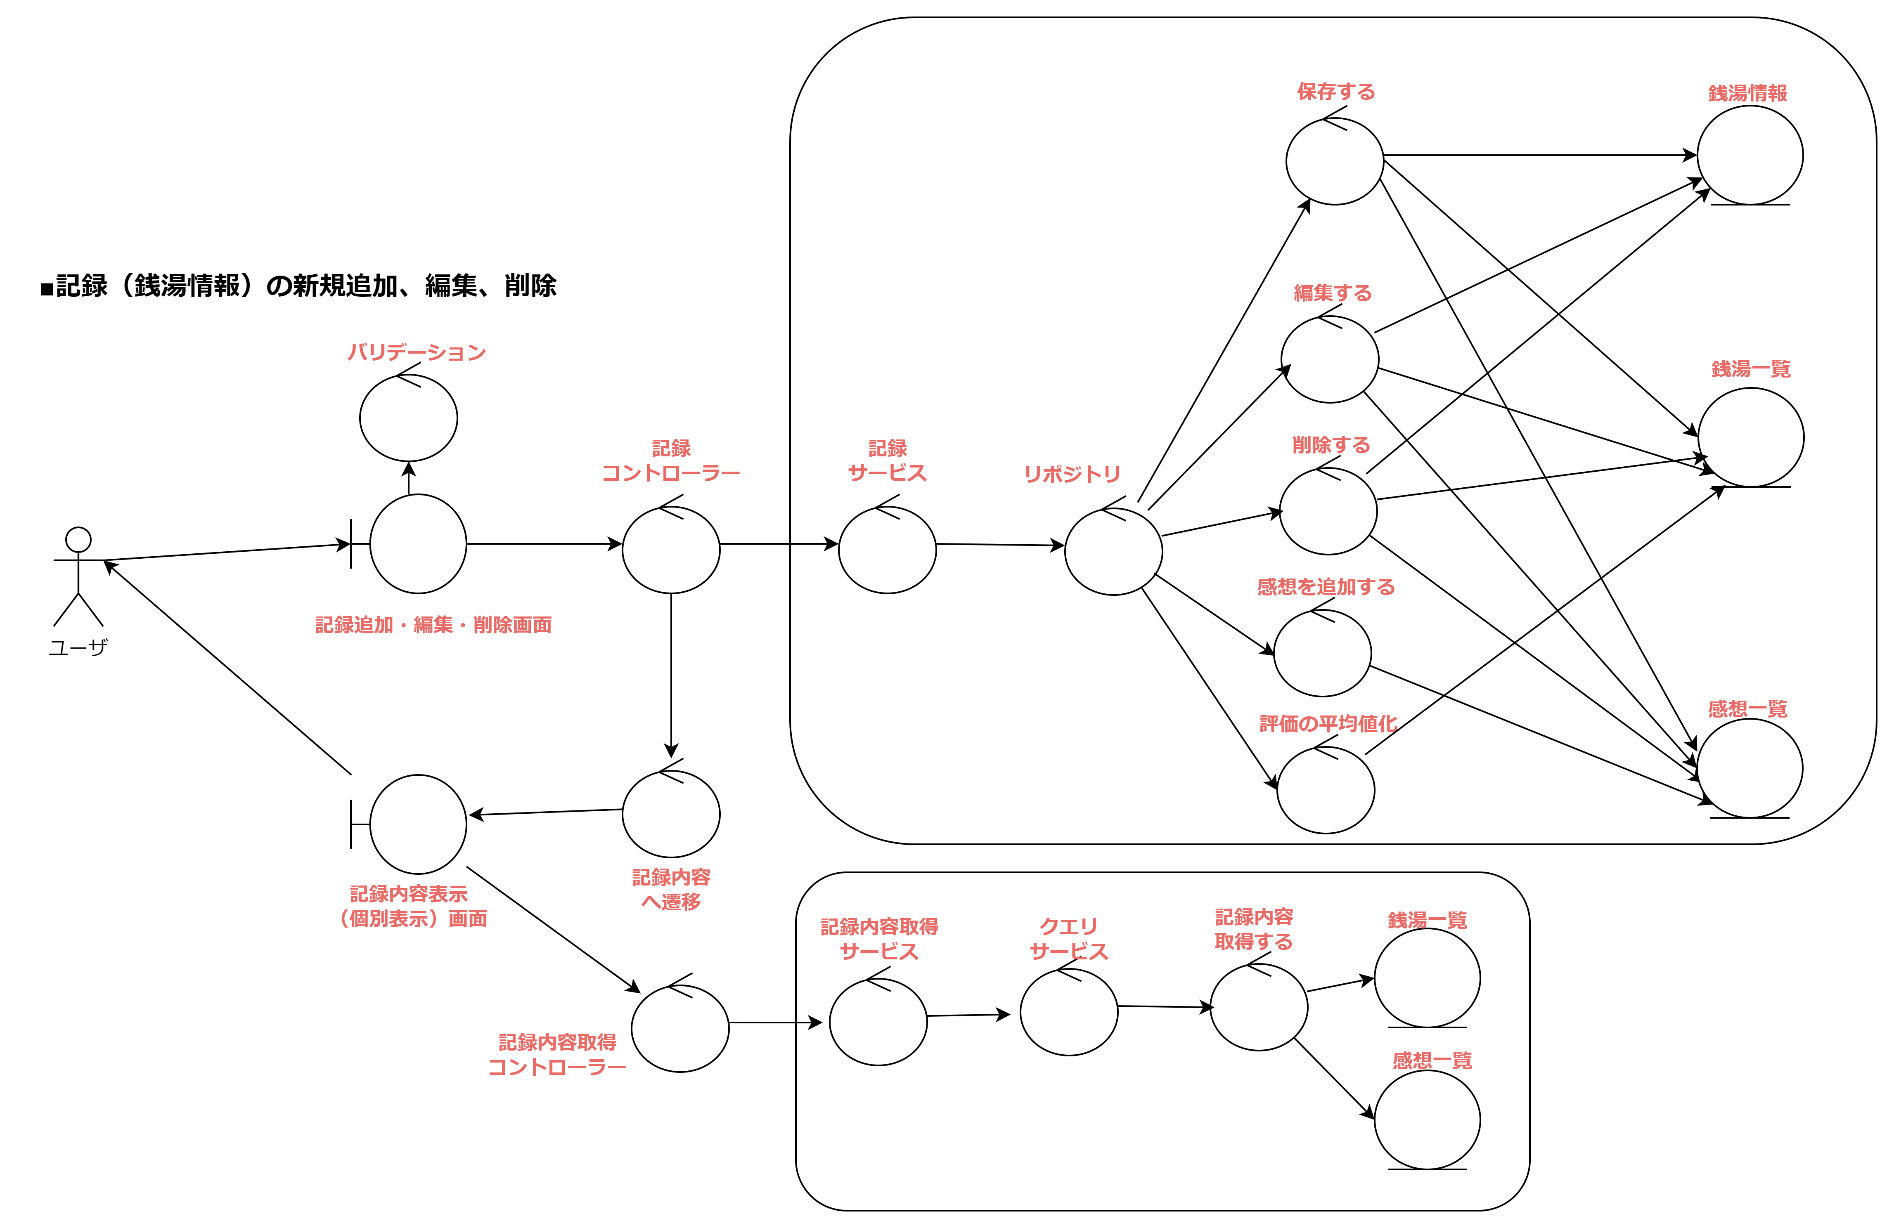 ■記録（銭湯情報）の新規追加、編集、削除
バリデーション
ユーザ
記録追加・編集・削除画面
記録
コントローラー
記録
サービス
リポジトリ
保存する
編集する
削除する
感想を追加する
評価の平均値化
銭湯情報
銭湯一覧
感想一覧
記録内容
へ遷移
記録内容表示
（個別表示）画面
記録内容取得
コントローラー
記録内容取得
サービス
クエリ
サービス
記録内容
取得する
銭湯一覧
感想一覧